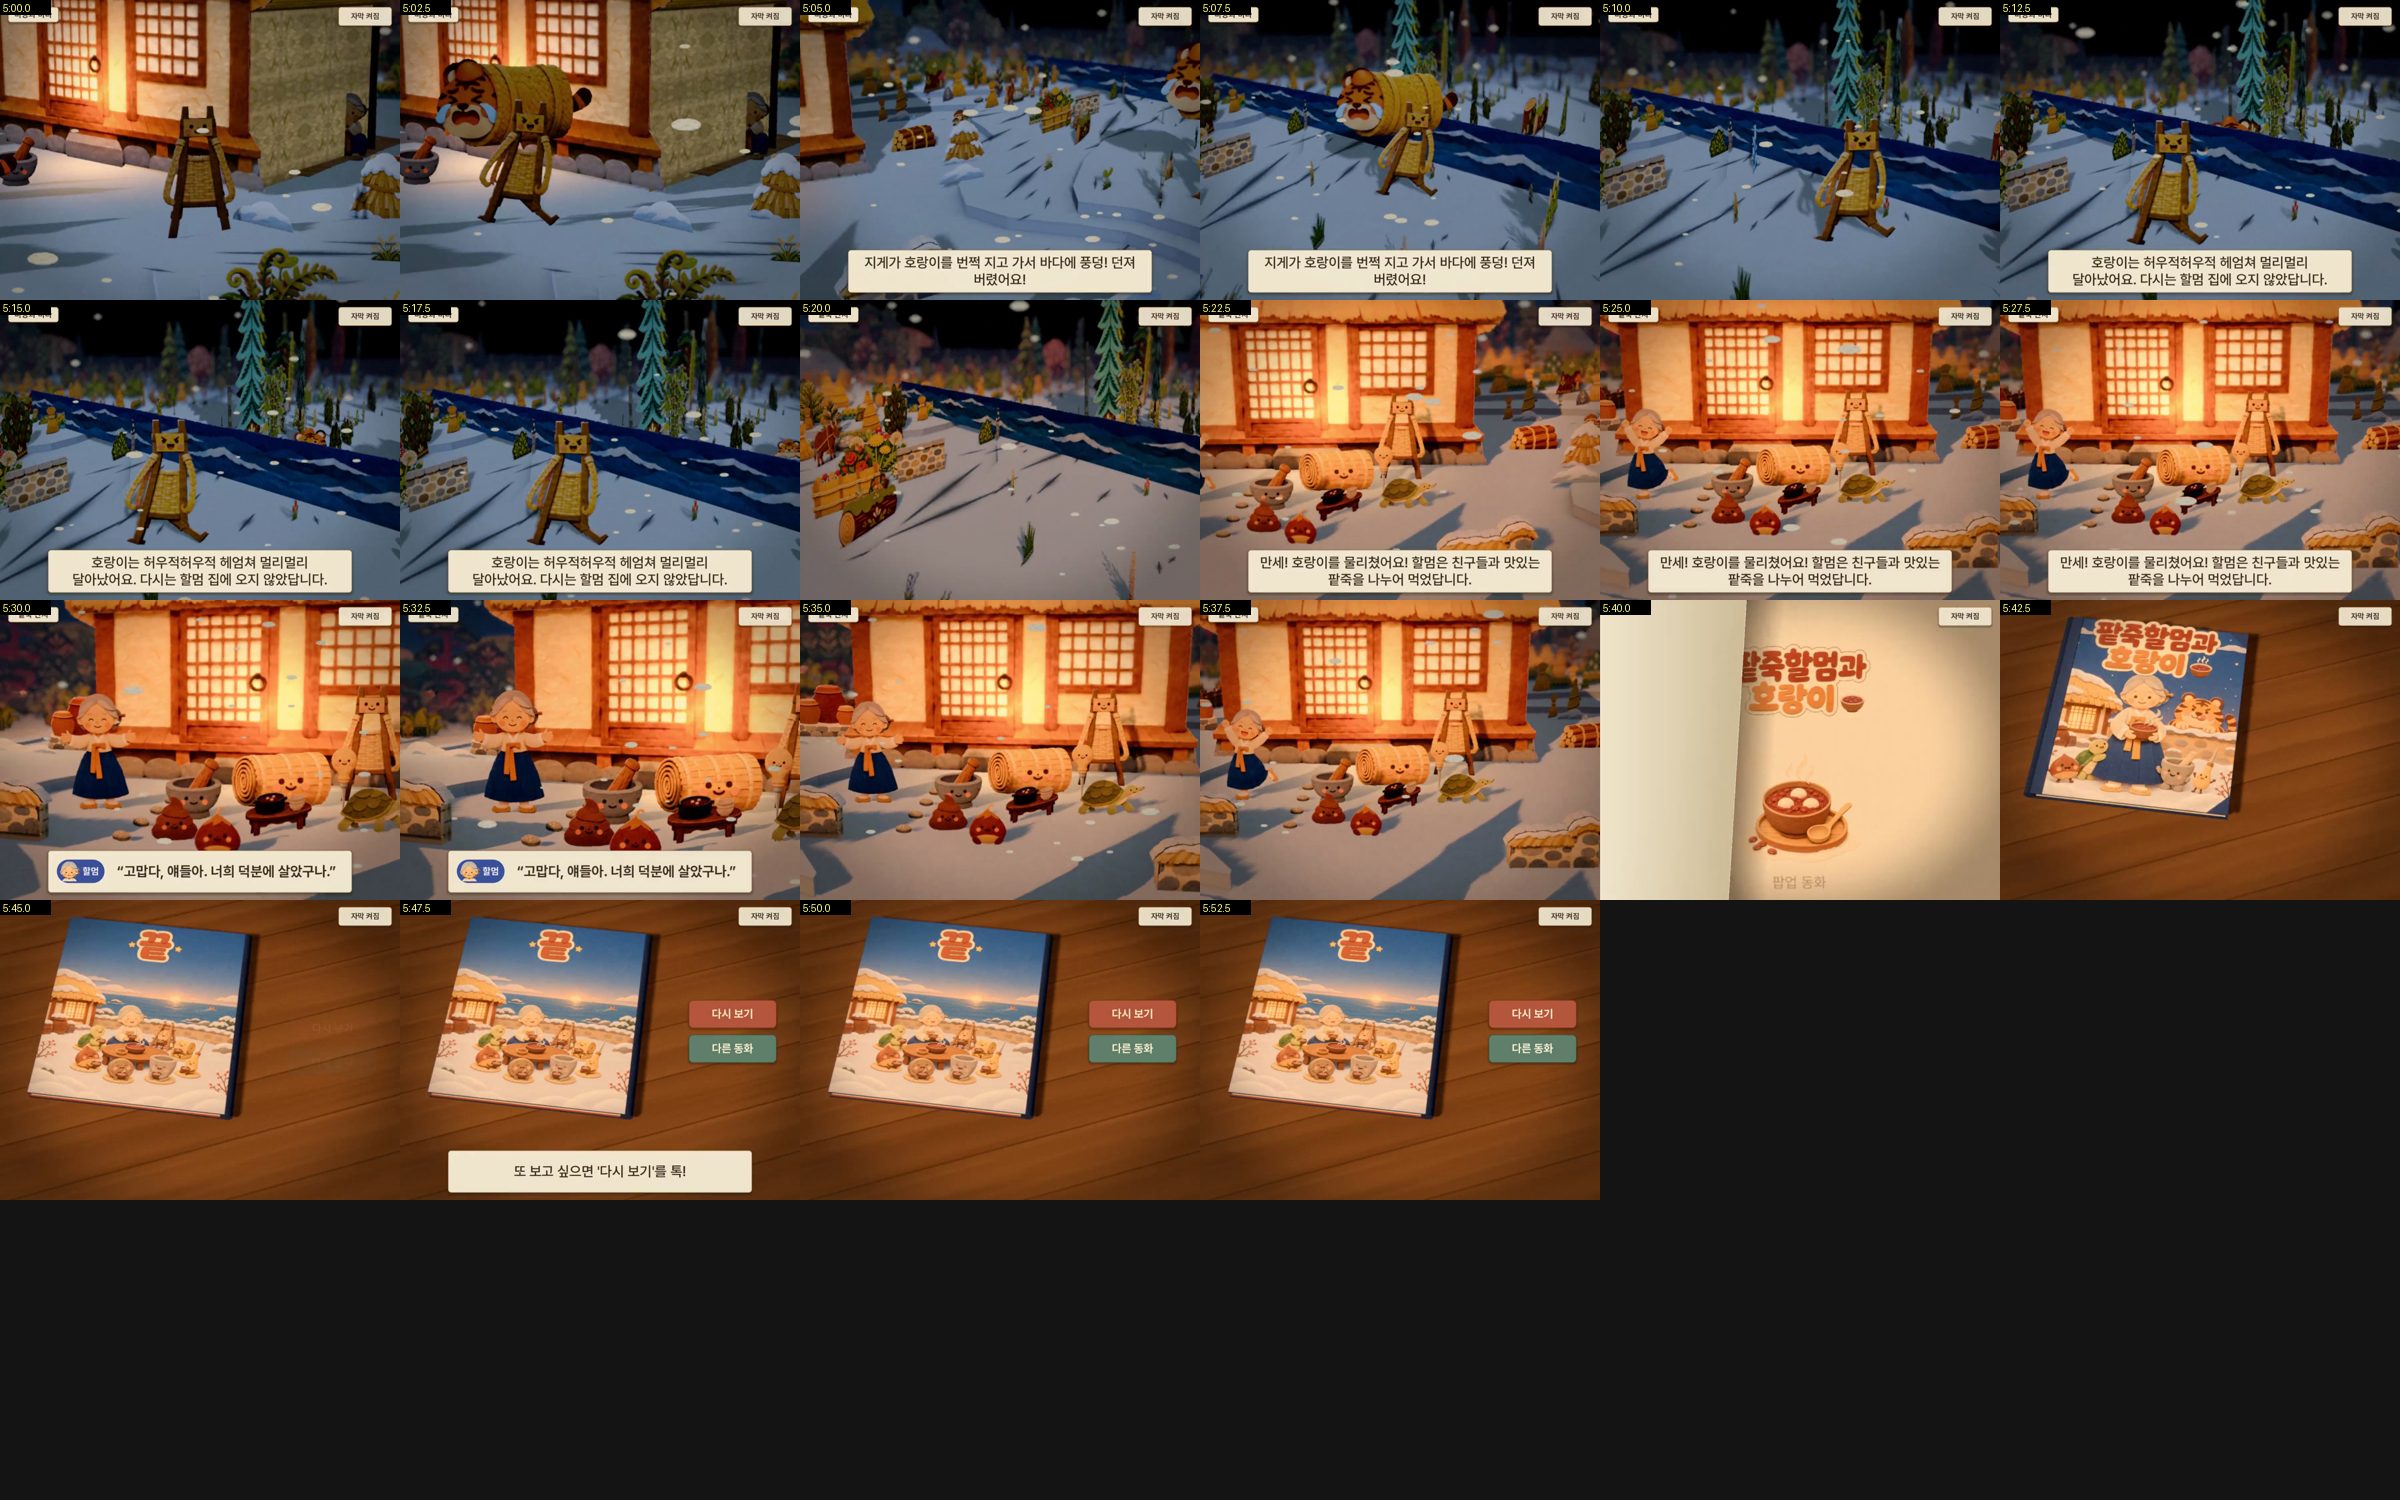 5:00.0
자막 켜짐
5:02.5
자막 켜짐
5:05.0
자막 켜짐
지게가 호랑이를 번쩍 지고 가서 바다에 풍덩! 던져
버렸어요!
5:07.5
자막 켜짐
지게가 호랑이를 번쩍 지고 가서 바다에 풍덩! 던져
버렸어요!
5:10.0
자막 켜짐
5:12.5
자막 켜짐
호랑이는 허우적허우적 헤엄쳐 멀리멀리
달아났어요. 다시는 할멈 집에 오지 않았답니다.
5:15.0
자막 켜짐
호랑이는 허우적허우적 헤엄쳐 멀리멀리
달아났어요. 다시는 할멈 집에 오지 않았답니다.
5:17.5
자막 켜짐
호랑이는 허우적허우적 헤엄쳐 멀리멀리
달아났어요. 다시는 할멈 집에 오지 않았답니다.
5:20.0
자막 켜짐
5:22.5
자막 켜짐
만세! 호랑이를 물리쳤어요! 할멈은 친구들과 맛있는
팥죽을 나누어 먹었답니다.
5:25.0
자막 켜짐
만세! 호랑이를 물리쳤어요! 할멈은 친구들과 맛있는
팥죽을 나누어 먹었답니다.
5:27.5
자막 켜짐
만세! 호랑이를 물리쳤어요! 할멈은 친구들과 맛있는
팥죽을 나누어 먹었답니다.
5:30.0
자막 켜짐
할멈 “고맙다, 얘들아. 너희 덕분에 살았구나.”
5:32.5
자막 켜짐
할멈 “고맙다, 얘들아. 너희 덕분에 살았구나.”
5:35.0
자막 켜짐
5:37.5
자막 켜짐
5:40.0
자막 켜짐
팥죽할멈과
호랑이
팝업 동화
5:42.5
자막 켜짐
팥죽할멈과
호랑이
5:45.0
자막 켜짐
끝
다시 보기
5:47.5
자막 켜짐
끝
다시 보기
다른 동화
또 보고 싶으면 '다시 보기'를 톡!
5:50.0
자막 켜짐
끝
다시 보기
다른 동화
5:52.5
자막 켜짐
끝
다시 보기
다른 동화